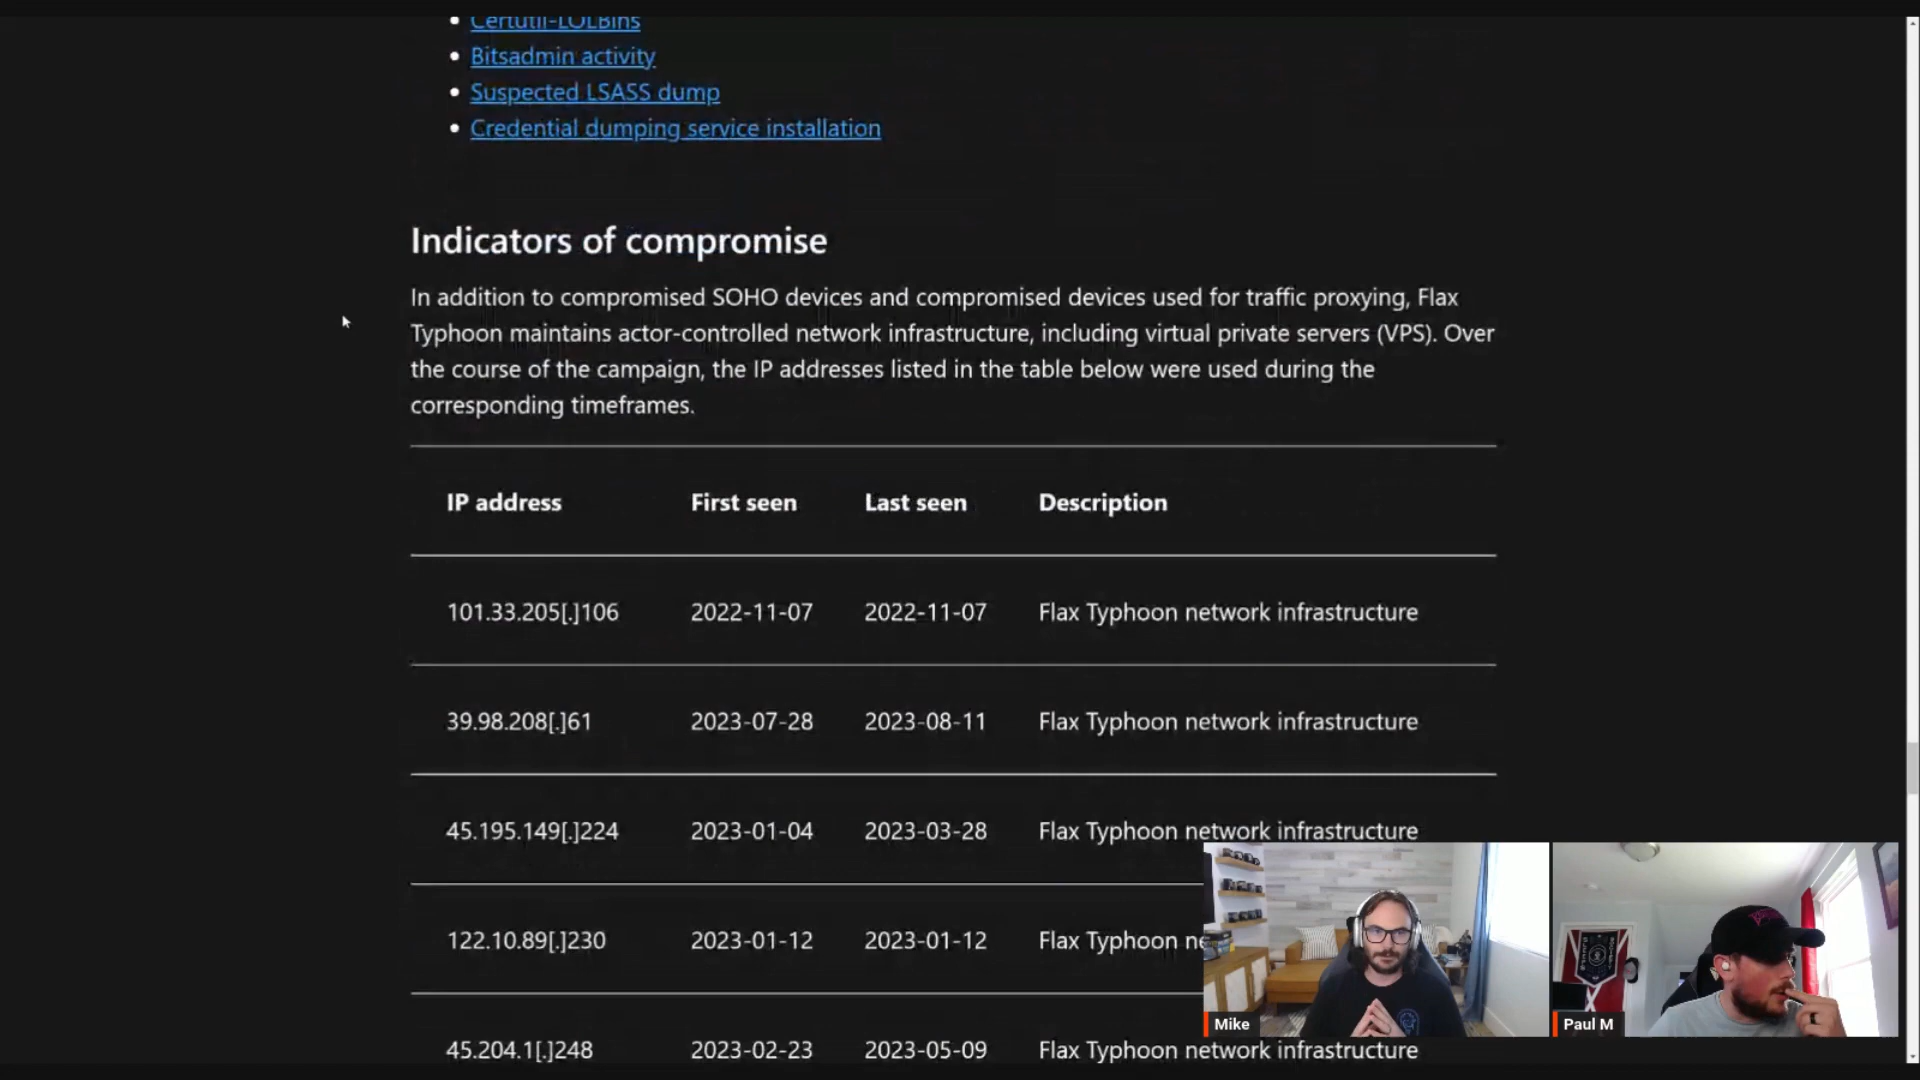 Certutil-LOLBins
Bitsadmin activity
Suspected LSASS dump
Credential dumping service installation
Indicators of compromise
In addition to compromised SOHO devices and compromised devices used for traffic proxying, Flax
Typhoon maintains actor-controlled network infrastructure, including virtual private servers (VPS). Over
the course of the campaign, the IP addresses listed in the table below were used during the
corresponding timeframes.
IP address First seen Last seen Description
101.33.205[.]106 2022-11-07 2022-11-07 Flax Typhoon network infrastructure
39.98.208[.]61 2023-07-28 2023-08-11 Flax Typhoon network infrastructure
45.195.149[.]224 2023-01-04 2023-03-28 Flax Typhoon network infrastructure
122.10.89[.]230 2023-01-12 2023-01-12 Flax Typhoon ne
45.204.1[.]248 2023-02-23 2023-05-09 Flax Typhoon network infrastructure
Mike
Paul M